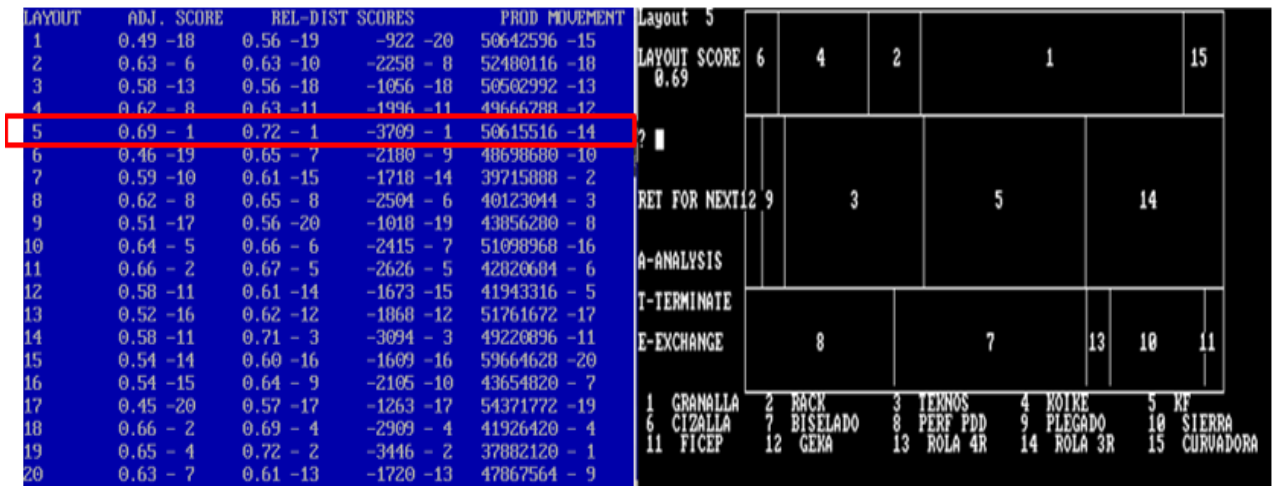 LAYOUT ADJ. SCORE REL-DIST SCORES PROD MOVEMENT
1 0.49 -18 0.56 -19 -922 -20 50642596 -15
2 0.63 - 6 0.63 -10 -2258 - 8 52480116 -18
3 0.58 -13 0.56 -18 -1056 -18 50502992 -13
4 0.62 - 8 0.63 -11 -1996 -11 49666788 -12
5 0.69 - 1 0.72 - 1 -3709 - 1 50615516 -14
6 0.46 -19 0.65 - 7 -2180 - 9 48698680 -10
7 0.59 -10 0.61 -15 -1718 -14 39715888 - 2
8 0.62 - 8 0.65 - 8 -2504 - 6 40123044 - 3
9 0.51 -17 0.56 -20 -1018 -19 43856280 - 8
10 0.64 - 5 0.66 - 6 -2415 - 7 51098968 -16
11 0.66 - 2 0.67 - 5 -2626 - 5 42820684 - 6
12 0.58 -11 0.61 -14 -1673 -15 41943316 - 5
13 0.52 -16 0.62 -12 -1868 -12 51761672 -17
14 0.58 -11 0.71 - 3 -3094 - 3 49220896 -11
15 0.54 -14 0.60 -16 -1609 -16 59664628 -20
16 0.54 -15 0.64 - 9 -2105 -10 43654820 - 7
17 0.45 -20 0.57 -17 -1263 -17 54371772 -19
18 0.66 - 2 0.69 - 4 -2909 - 4 41926420 - 4
19 0.65 - 4 0.72 - 2 -3446 - 2 37882120 - 1
20 0.63 - 7 0.61 -13 -1720 -13 47867564 - 9
Layout 5
LAYOUT SCORE 6 4 2 1 15
0.69
?
RET FOR NEXT12 9 3 5 14
A-ANALYSIS
T-TERMINATE
E-EXCHANGE 8 7 13 10 11
1 GRANALLA 2 RACK 3 TEKNOS 4 KOIKE 5 KF
6 CIZALLA 7 BISELADO 8 PERF PDD 9 PLEGADO 10 SIERRA
11 FICEP 12 GEKA 13 ROLA 4R 14 ROLA 3R 15 CURVADORA